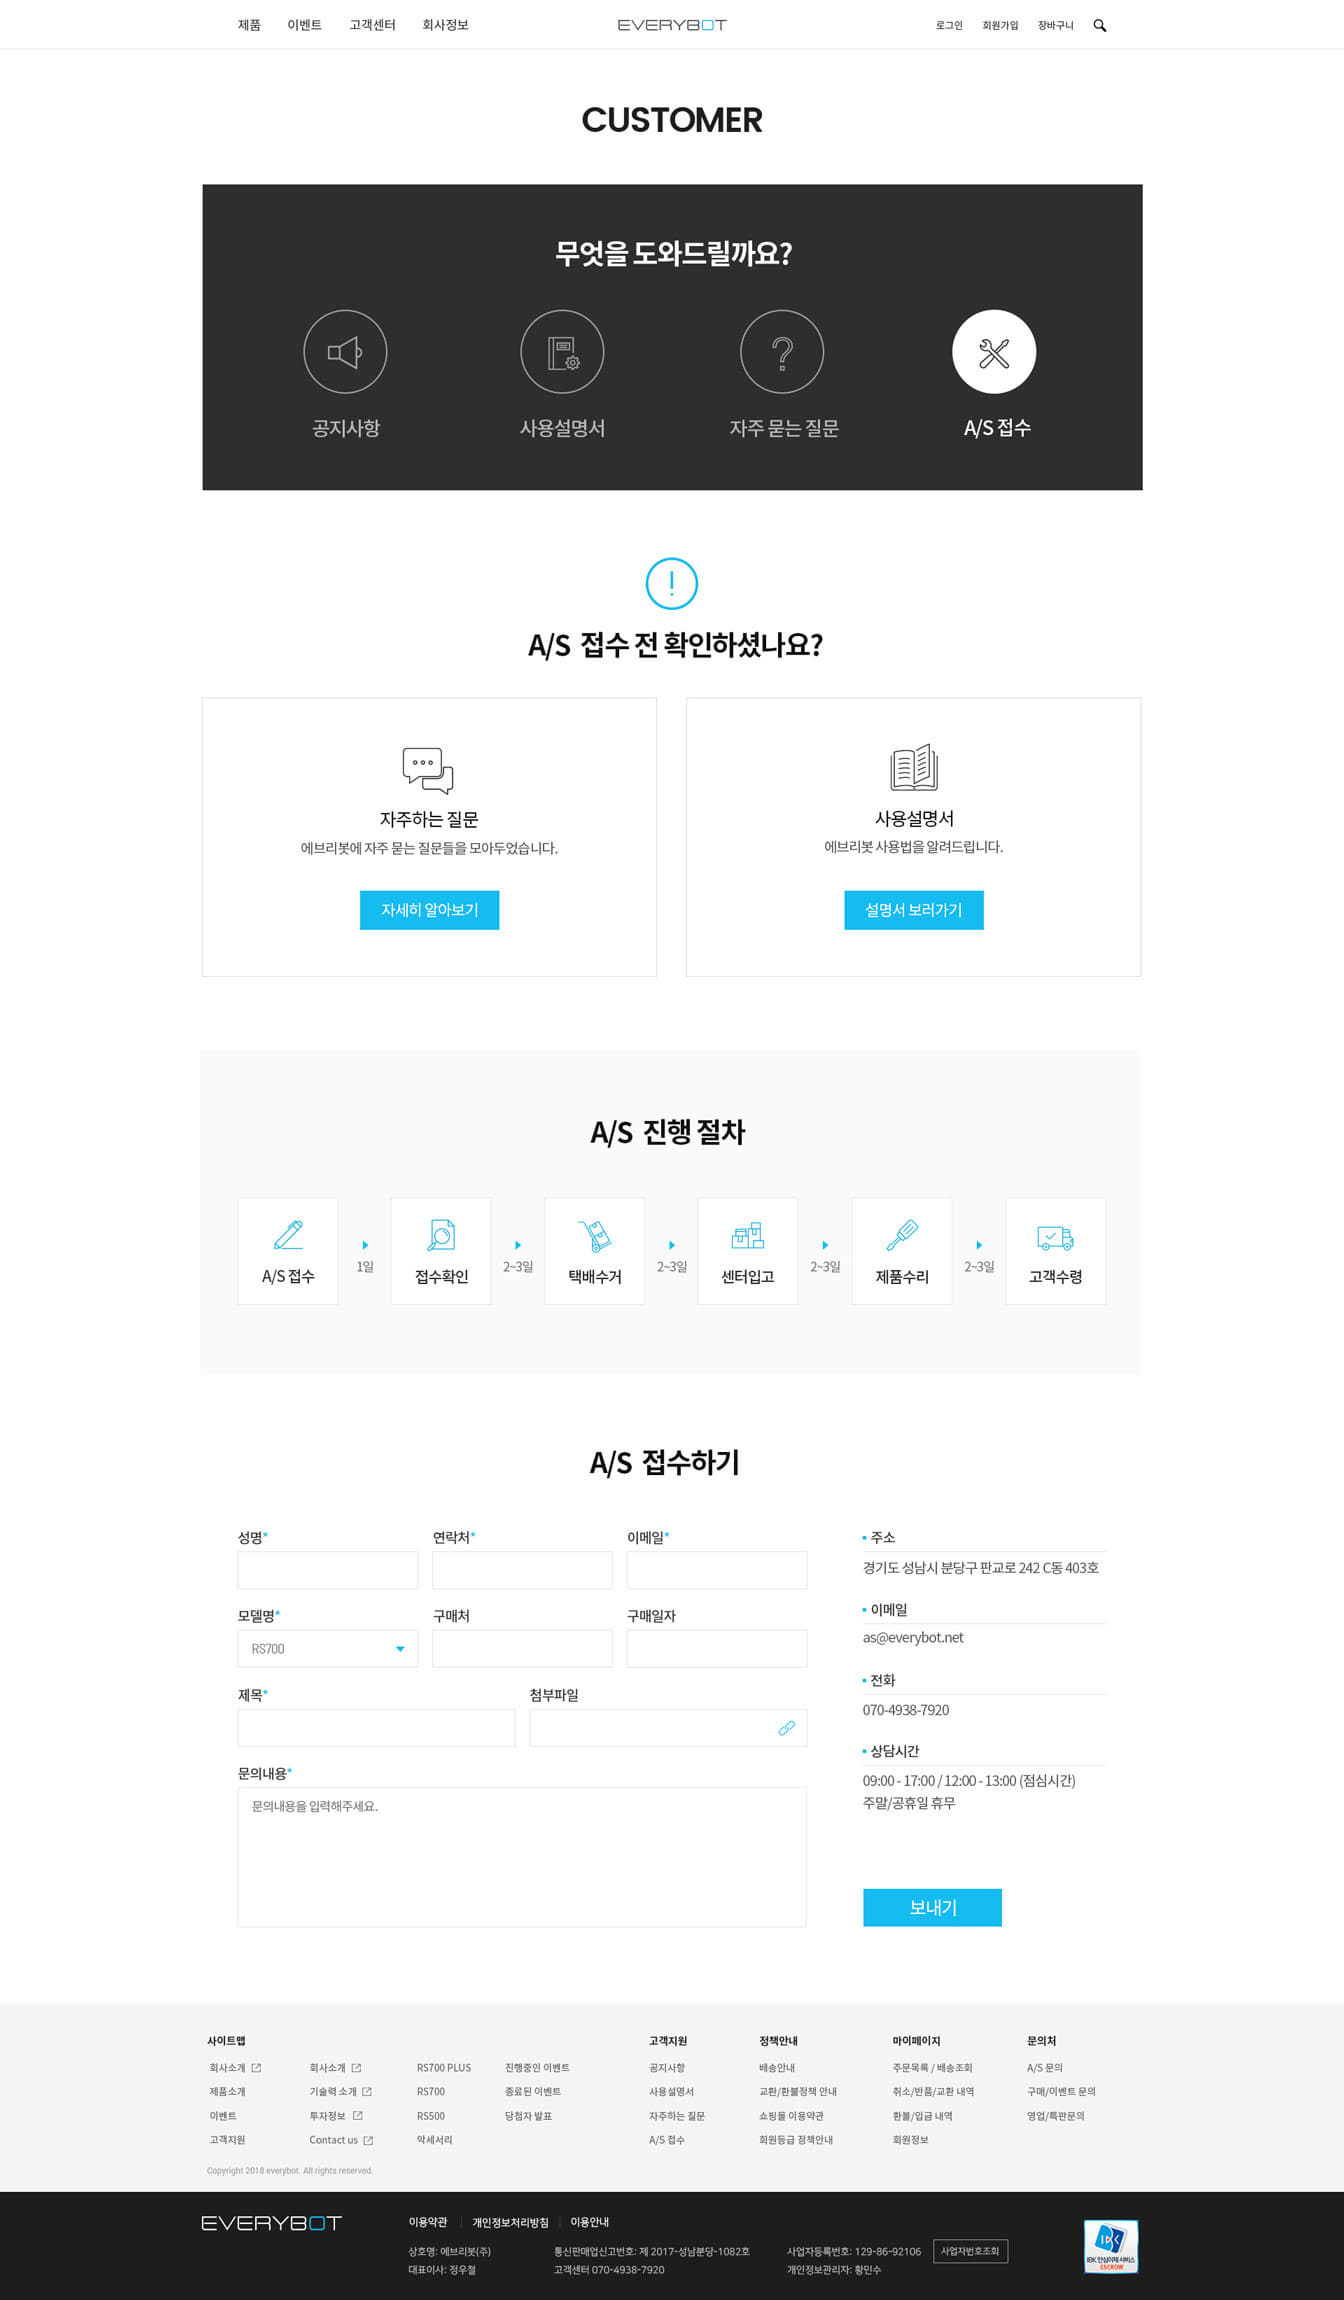 제품 이벤트 고객센터 회사정보 EVERYBOT 로그인 회원가입 장바구니
CUSTOMER
무엇을 도와드릴까요?
공지사항 사용설명서 자주 묻는 질문 A/S 접수
!
A/S 접수 전 확인하셨나요?
자주하는 질문
에브리봇에 자주 묻는 질문들을 모아두었습니다.
자세히 알아보기
사용설명서
에브리봇 사용법을 알려드립니다.
설명서 보러가기
A/S 진행 절차
A/S 접수 1일 접수확인 2~3일 택배수거 2~3일 센터입고 2~3일 제품수리 2~3일 고객수령
A/S 접수하기
성명* 연락처* 이메일*
모델명* 구매처 구매일자
RS700
제목* 첨부파일
문의내용*
문의내용을 입력해주세요.
주소
경기도 성남시 분당구 판교로 242 C동 403호
이메일
as@everybot.net
전화
070-4938-7920
상담시간
09:00 - 17:00 / 12:00 - 13:00 (점심시간)
주말/공휴일 휴무
보내기
사이트맵 고객지원 정책안내 마이페이지 문의처
회사소개 회사소개 RS700 PLUS 진행중인 이벤트 공지사항 배송안내 주문목록 / 배송조회 A/S 문의
제품소개 기술력 소개 RS700 종료된 이벤트 사용설명서 교환/환불정책 안내 취소/반품/교환 내역 구매/이벤트 문의
이벤트 투자정보 RS500 당첨자 발표 자주하는 질문 쇼핑몰 이용약관 환불/입금 내역 영업/특판문의
고객지원 Contact us 악세서리 A/S 접수 회원등급 정책안내 회원정보
Copyright 2018 everybot. All rights reserved.
EVERYBOT 이용약관 개인정보처리방침 이용안내
상호명: 에브리봇(주) 통신판매업신고번호: 제 2017-성남분당-1082호 사업자등록번호: 129-86-92106 사업자번호조회
대표이사: 정우철 고객센터 070-4938-7920 개인정보관리자: 황민수
IBK
IBK 안심이체 서비스
ESCROW